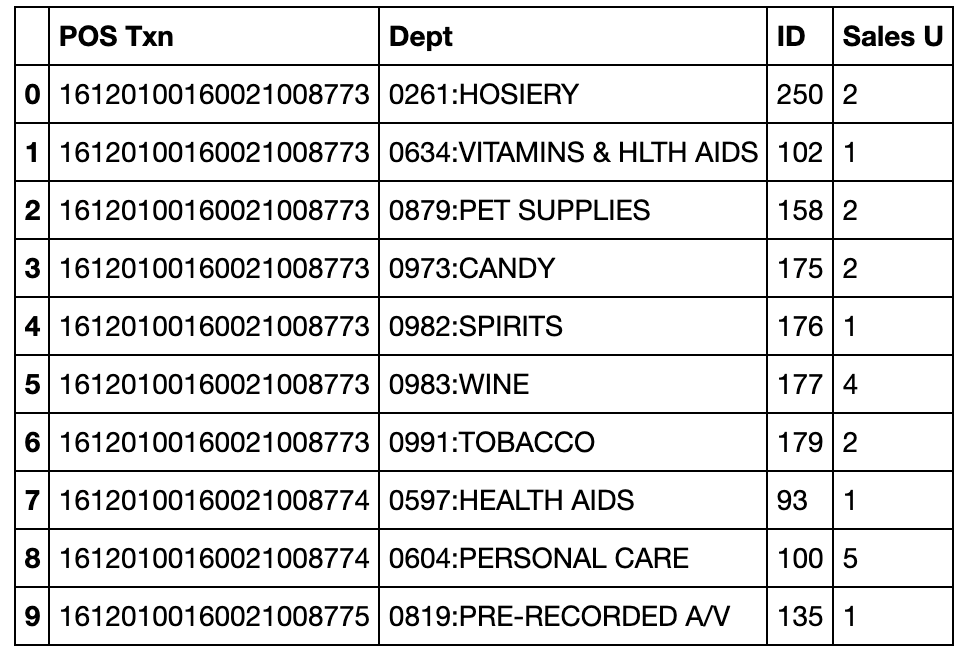 POS Txn Dept ID Sales U
0 16120100160021008773 0261:HOSIERY 250 2
1 16120100160021008773 0634:VITAMINS & HLTH AIDS 102 1
2 16120100160021008773 0879:PET SUPPLIES 158 2
3 16120100160021008773 0973:CANDY 175 2
4 16120100160021008773 0982:SPIRITS 176 1
5 16120100160021008773 0983:WINE 177 4
6 16120100160021008773 0991:TOBACCO 179 2
7 16120100160021008774 0597:HEALTH AIDS 93 1
8 16120100160021008774 0604:PERSONAL CARE 100 5
9 16120100160021008775 0819:PRE-RECORDED A/V 135 1